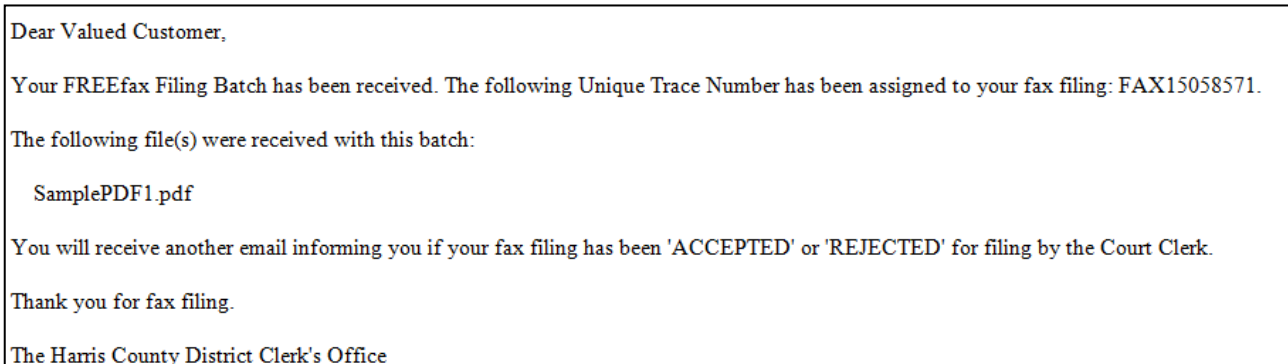 Dear Valued Customer,
Your FREEfax Filing Batch has been received. The following Unique Trace Number has been assigned to your fax filing: FAX15058571.
The following file(s) were received with this batch:
SamplePDF1.pdf
You will receive another email informing you if your fax filing has been 'ACCEPTED' or 'REJECTED' for filing by the Court Clerk.
Thank you for fax filing.
The Harris County District Clerk's Office